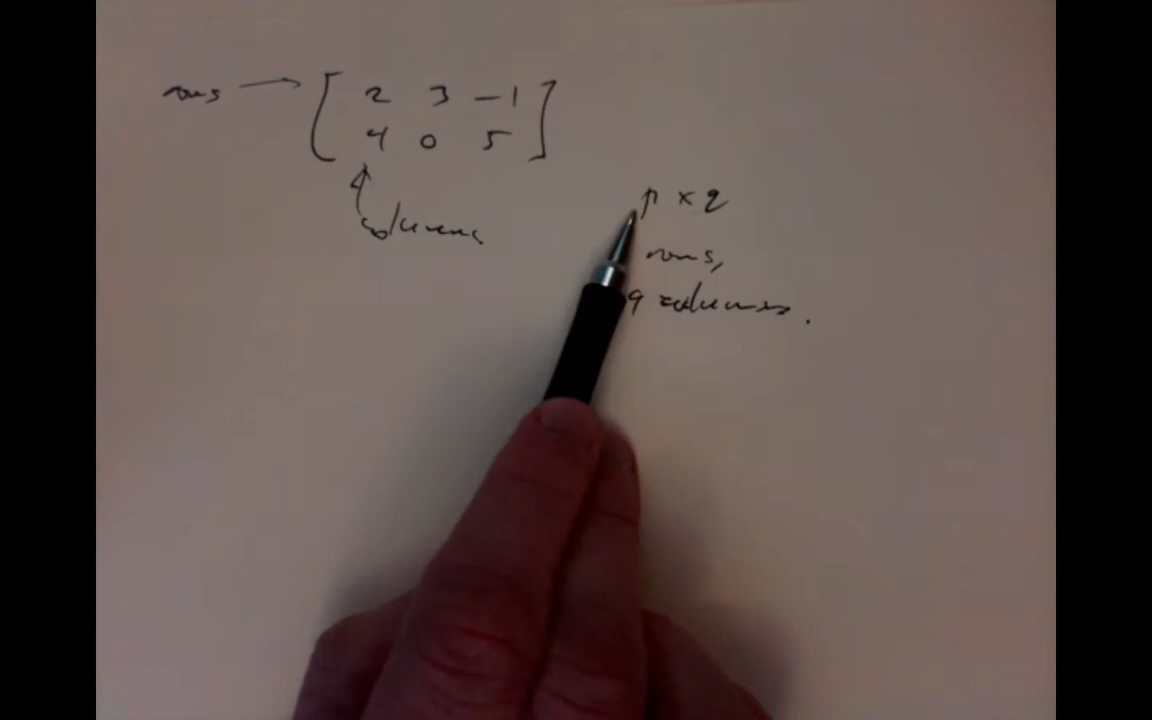 rows → [ 2 3 -1
4 0 5 ]
columns
p × q
rows,
q columns.